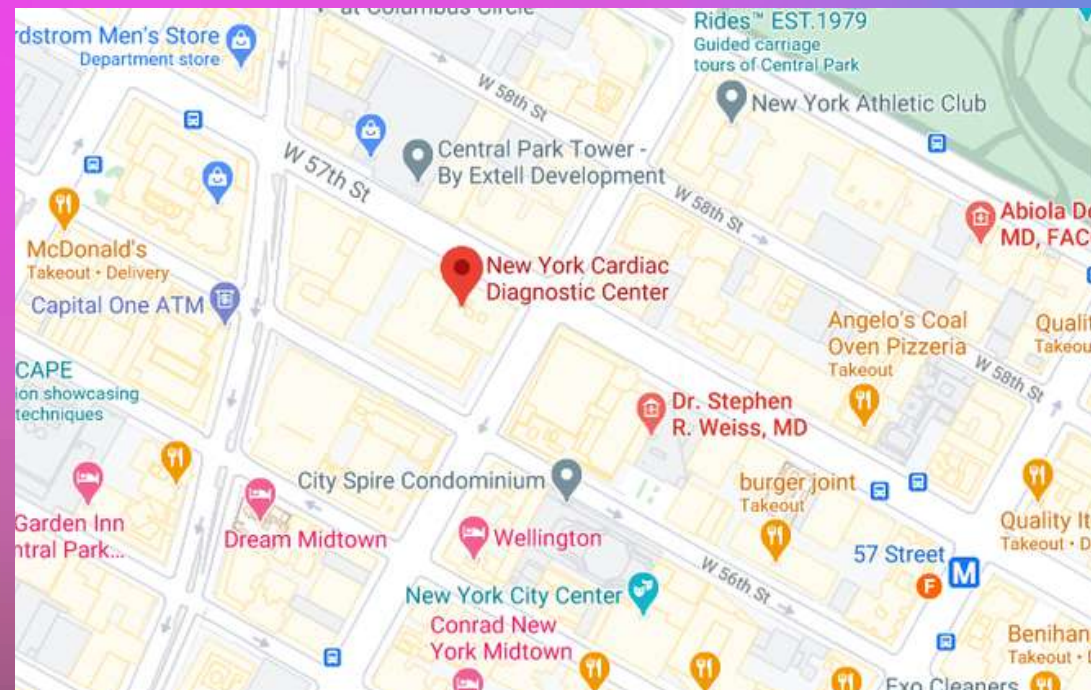 at Columbus Circle
rdstrom Men's Store
Department store
Rides™ EST.1979
Guided carriage
tours of Central Park
W 58th St
New York Athletic Club
W 57th St
Central Park Tower -
By Extell Development
W 58th St
Abiola D
MD, FAC
McDonald's
Takeout • Delivery
New York Cardiac
Diagnostic Center
Capital One ATM
Angelo's Coal
Oven Pizzeria
Takeout
Qualit
Takeou
W 58th St
CAPE
ion showcasing
techniques
Dr. Stephen
R. Weiss, MD
City Spire Condominium
burger joint
Takeout
Garden Inn
ntral Park...
Dream Midtown
Wellington
Quality It
Takeout • D
57 Street
M
F
W 56th St
New York City Center
Conrad New
York Midtown
Benihan
Takeout •
Exo Cleaners